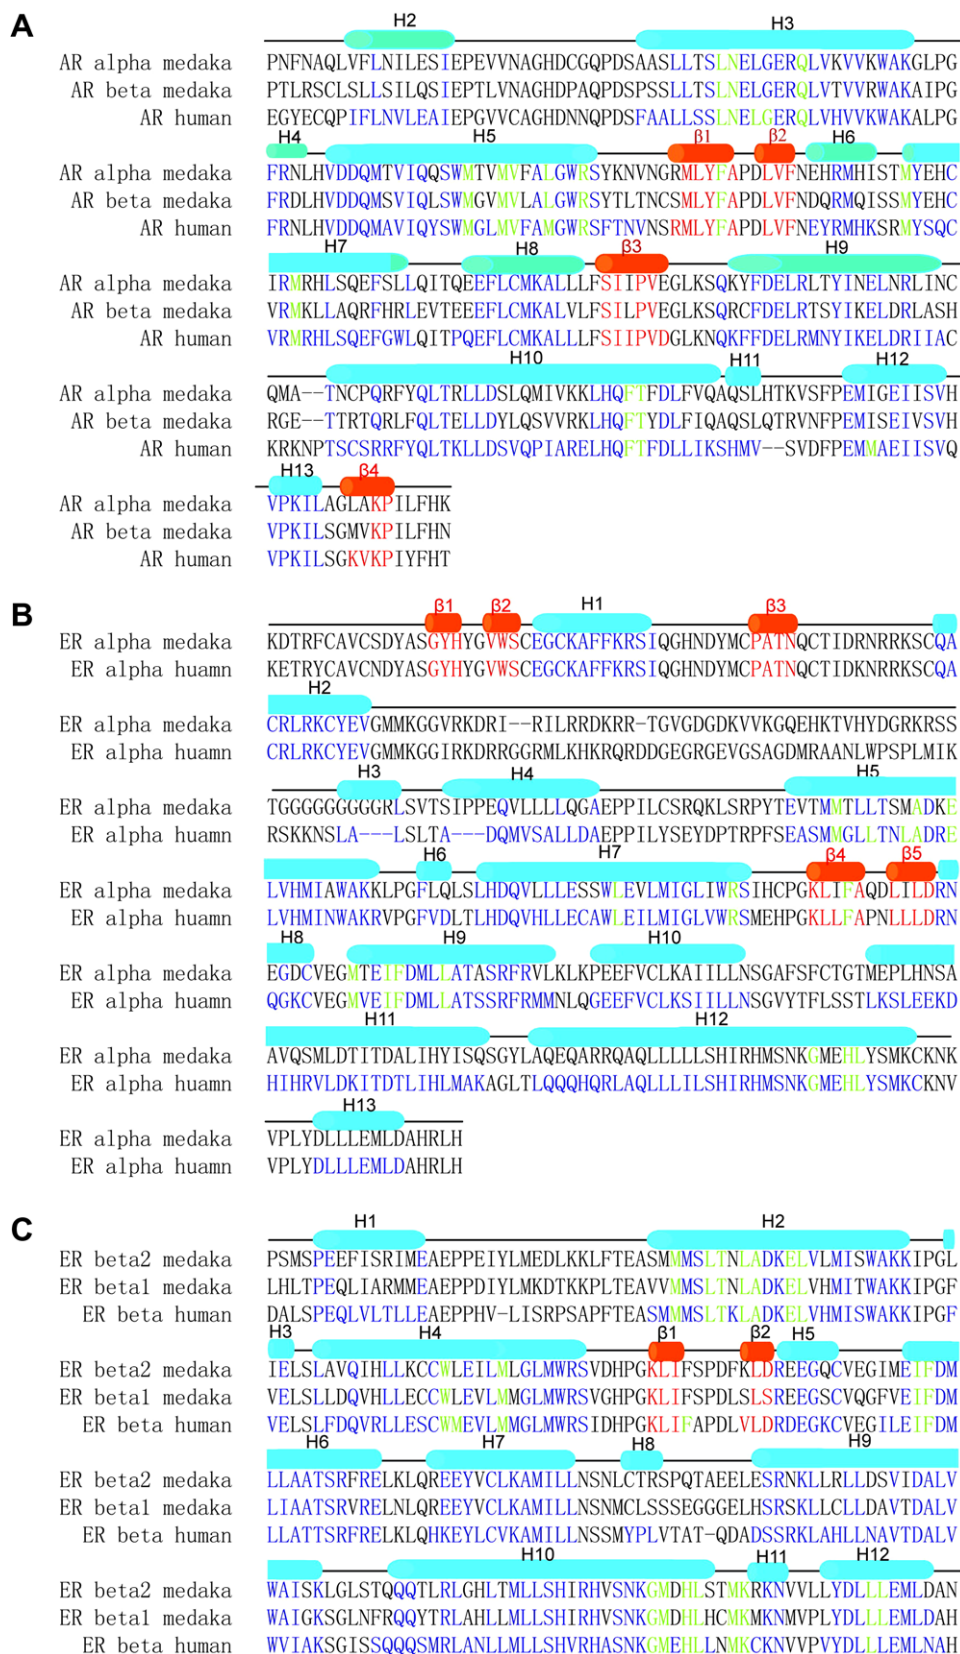 A
H2 H3
AR alpha medaka PNFNAQLVFLNILESIEPEVVNAGHDCGQPDSAASLLTSLNELGERQLVKVVKWAKGLPG
AR beta medaka PTLRSCLSLLSILQSIEPTLVNAGHDPAQPDSPSSLLTSLNELGERQLVTVVRWAKAIPG
AR human EGYECQPIFLNVLEAIEPGVVCAGHDNNQPDSFAALLSSLNELGERQLVHVVKWAKALPG
H4 H5 β1 β2 H6
AR alpha medaka FRNLHVDDQMTVIQQSWMTVMVFALGWRSYKNVNGRMLYFAPDLVFNEHRMHISTMYEHC
AR beta medaka FRDLHVDDQMSVIQLSWMGVMVLALGWRSYTLTNCSMLYFAPDLVFNDQRMQISSMYEHC
AR human FRNLHVDDQMAVIQYSWMGLMVFAMGWRSFTNVNSRMLYFAPDLVFNEYRMHKSRMYSQC
H7 H8 β3 H9
AR alpha medaka IRMRHLSQEFSLLQITQEEFLCMKALLLFSIIPVEGLKSQKYFDELRLTYINELNRLINC
AR beta medaka VRMKLLAQRFHRLEVTEEEFLCMKALVLFSILPVEGLKSQRCFDELRTSYIKELDRLASH
AR human VRMRHLSQEFGWLQITPQEFLCMKALLLFSIIPVDGLKNQKFFDELRMNYIKELDRIIAC
H10 H11 H12
AR alpha medaka QMA--TNCPQRFYQLTRLLDSLQMIVKKLHQFTFDLFVQAQSLHTKVSFPEMIGEIISVH
AR beta medaka RGE--TTRTQRLFQLTELLDYLQSVVRKLHQFTYDLFIQAQSLQTRVNFPEMISEIVSVH
AR human KRKNPTSCSRRFYQLTKLLDSVQPIARELHQFTFDLLIKSHMV--SVDFPEMMAEIISVQ
H13 β4
AR alpha medaka VPKILAGLAKPILFHK
AR beta medaka VPKILSGMVKPILFHN
AR human VPKILSGKVKPIYFHT
B
β1 β2 H1 β3
ER alpha medaka KDTRFCAVCSDYASGYHYGVWSCEGCKAFFKRSIQGHNDYMCPATNQCTIDRNRRKSCQA
ER alpha huamn KETRYCAVCNDYASGYHYGVWSCEGCKAFFKRSIQGHNDYMCPATNQCTIDKNRRKSCQA
H2
ER alpha medaka CRLRKCYEVGMMKGGVRKDRI--RILRRDKRR-TGVGDGDKVVKGQEHKTVHYDGRKRSS
ER alpha huamn CRLRKCYEVGMMKGGIRKDRRGGRMLKHKRQRDDGEGRGEVGSAGDMRAANLWPSPLMIK
H3 H4 H5
ER alpha medaka TGGGGGGGGGRLSVTSIPPEQVLLLLQGAEPPILCSRQKLSRPYTEVTMMTLLTSMADKE
ER alpha huamn RSKKNSLA---LSLTA---DQMVSALLDAEPPILYSEYDPTRPFSEASMMGLLTNLADRE
H6 H7 β4 β5
ER alpha medaka LVHMIAWAKKLPGFLQLSLHDQVLLLESSWLEVLMIGLIWRSIHCPGKLIFAQDLILDRN
ER alpha huamn LVHMINWAKRVPGFVDLTLHDQVHLLECAWLEILMIGLVWRSMEHPGKLLFAPNLLLDRN
H8 H9 H10
ER alpha medaka EGDCVEGMTEIFDMLLATASRFRVLKLKPEEFVCLKAIILLNSGAFSFCTGTMEPLHNSA
ER alpha huamn QGKCVEGMVEIFDMLLATSSRFRMMNLQGEEFVCLKSIILLNSGVYTFLSSTLKSLEEKD
H11 H12
ER alpha medaka AVQSMLDTITDALIHYISQSGYLAQEQARRQAQLLLLLSHIRHMSNKGMEHLYSMKCKNK
ER alpha huamn HIHRVLDKITDTLIHLMAKAGLTLQQQHQRLAQLLLILSHIRHMSNKGMEHLYSMKCKNV
H13
ER alpha medaka VPLYDLLLEMLDAHRLH
ER alpha huamn VPLYDLLLEMLDAHRLH
C
H1 H2
ER beta2 medaka PSMSPEEFISRIMEAEPPEIYLMEDLKKLFTEASMMMSLTNLADKELVLMISWAKKIPGL
ER beta1 medaka LHLTPEQLIARMMEAEPPDIYLMKDTKKPLTEAVVMMSLTNLADKELVHMITWAKKIPGF
ER beta human DALSPEQLVLTLLEAEPPHV-LISRPSAPFTEASMMMSLTKLADKELVHMISWAKKIPGF
H3 H4 β1 β2 H5
ER beta2 medaka IELSLAVQIHLLKCCWLEILMLGLMWRSVDHPGKLIFSPDFKLDREEGQCVEGIMEIFDM
ER beta1 medaka VELSLLDQVHLLECCWLEVLMMGLMWRSVGHPGKLIFSPDLSLSREEGSCVQGFVEIFDM
ER beta human VELSLFDQVRLLESCWMEVLMMGLMWRSIDHPGKLIFAPDLVLDRDEGKCVEGILEIFDM
H6 H7 H8 H9
ER beta2 medaka LLAATSRFRELKLQREEYVCLKAMILLNSNLCTRSPQTAEELESRNKLLRLLDSVIDALV
ER beta1 medaka LIAATSRVRELNLQREEYVCLKAMILLNSNMCLSSSEGGGELHSRSKLLCLLDAVTDALV
ER beta human LLATTSRFRELKLQHKEYLCVKAMILLNSSMYPLVTAT-QDADSSRKLAHLLNAVTDALV
H10 H11 H12
ER beta2 medaka WAISKLGLSTQQQTLRLGHLTMLLSHIRHVSNKGMDHLSTMKRKNVVLLYDLLLEMLDAN
ER beta1 medaka WAIGKSGLNFRQQYTRLAHLLMLLSHIRHVSNKGMDHLHCMKMKNMVPLYDLLLEMLDAH
ER beta human WVIAKSGISSQQQSMRLANLLMLLSHVRHASNKGMEHLLNMKCKNVVPVYDLLLEMLNAH